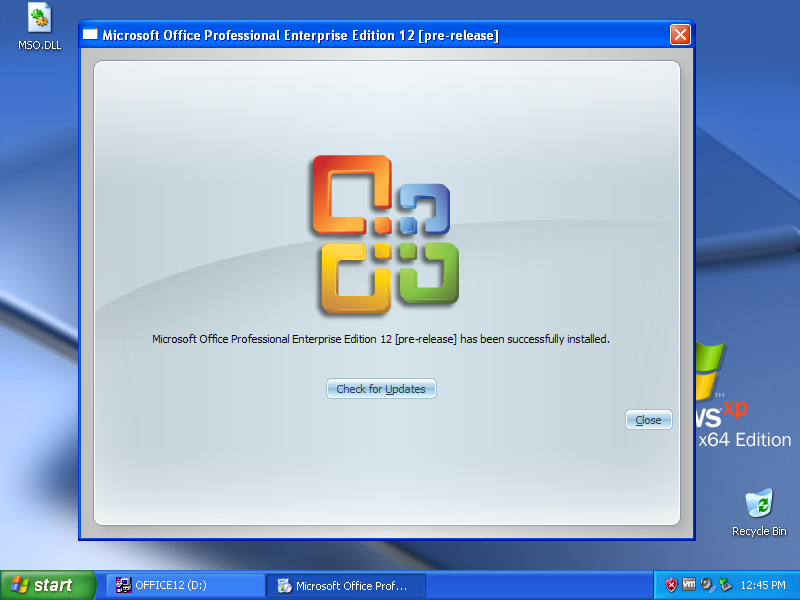 MSO.DLL
Microsoft Office Professional Enterprise Edition 12 [pre-release]
Microsoft Office Professional Enterprise Edition 12 [pre-release] has been successfully installed.
Check for Updates
Close
xp
x64 Edition
Recycle Bin
start
OFFICE12 (D:)
Microsoft Office Prof...
12:45 PM